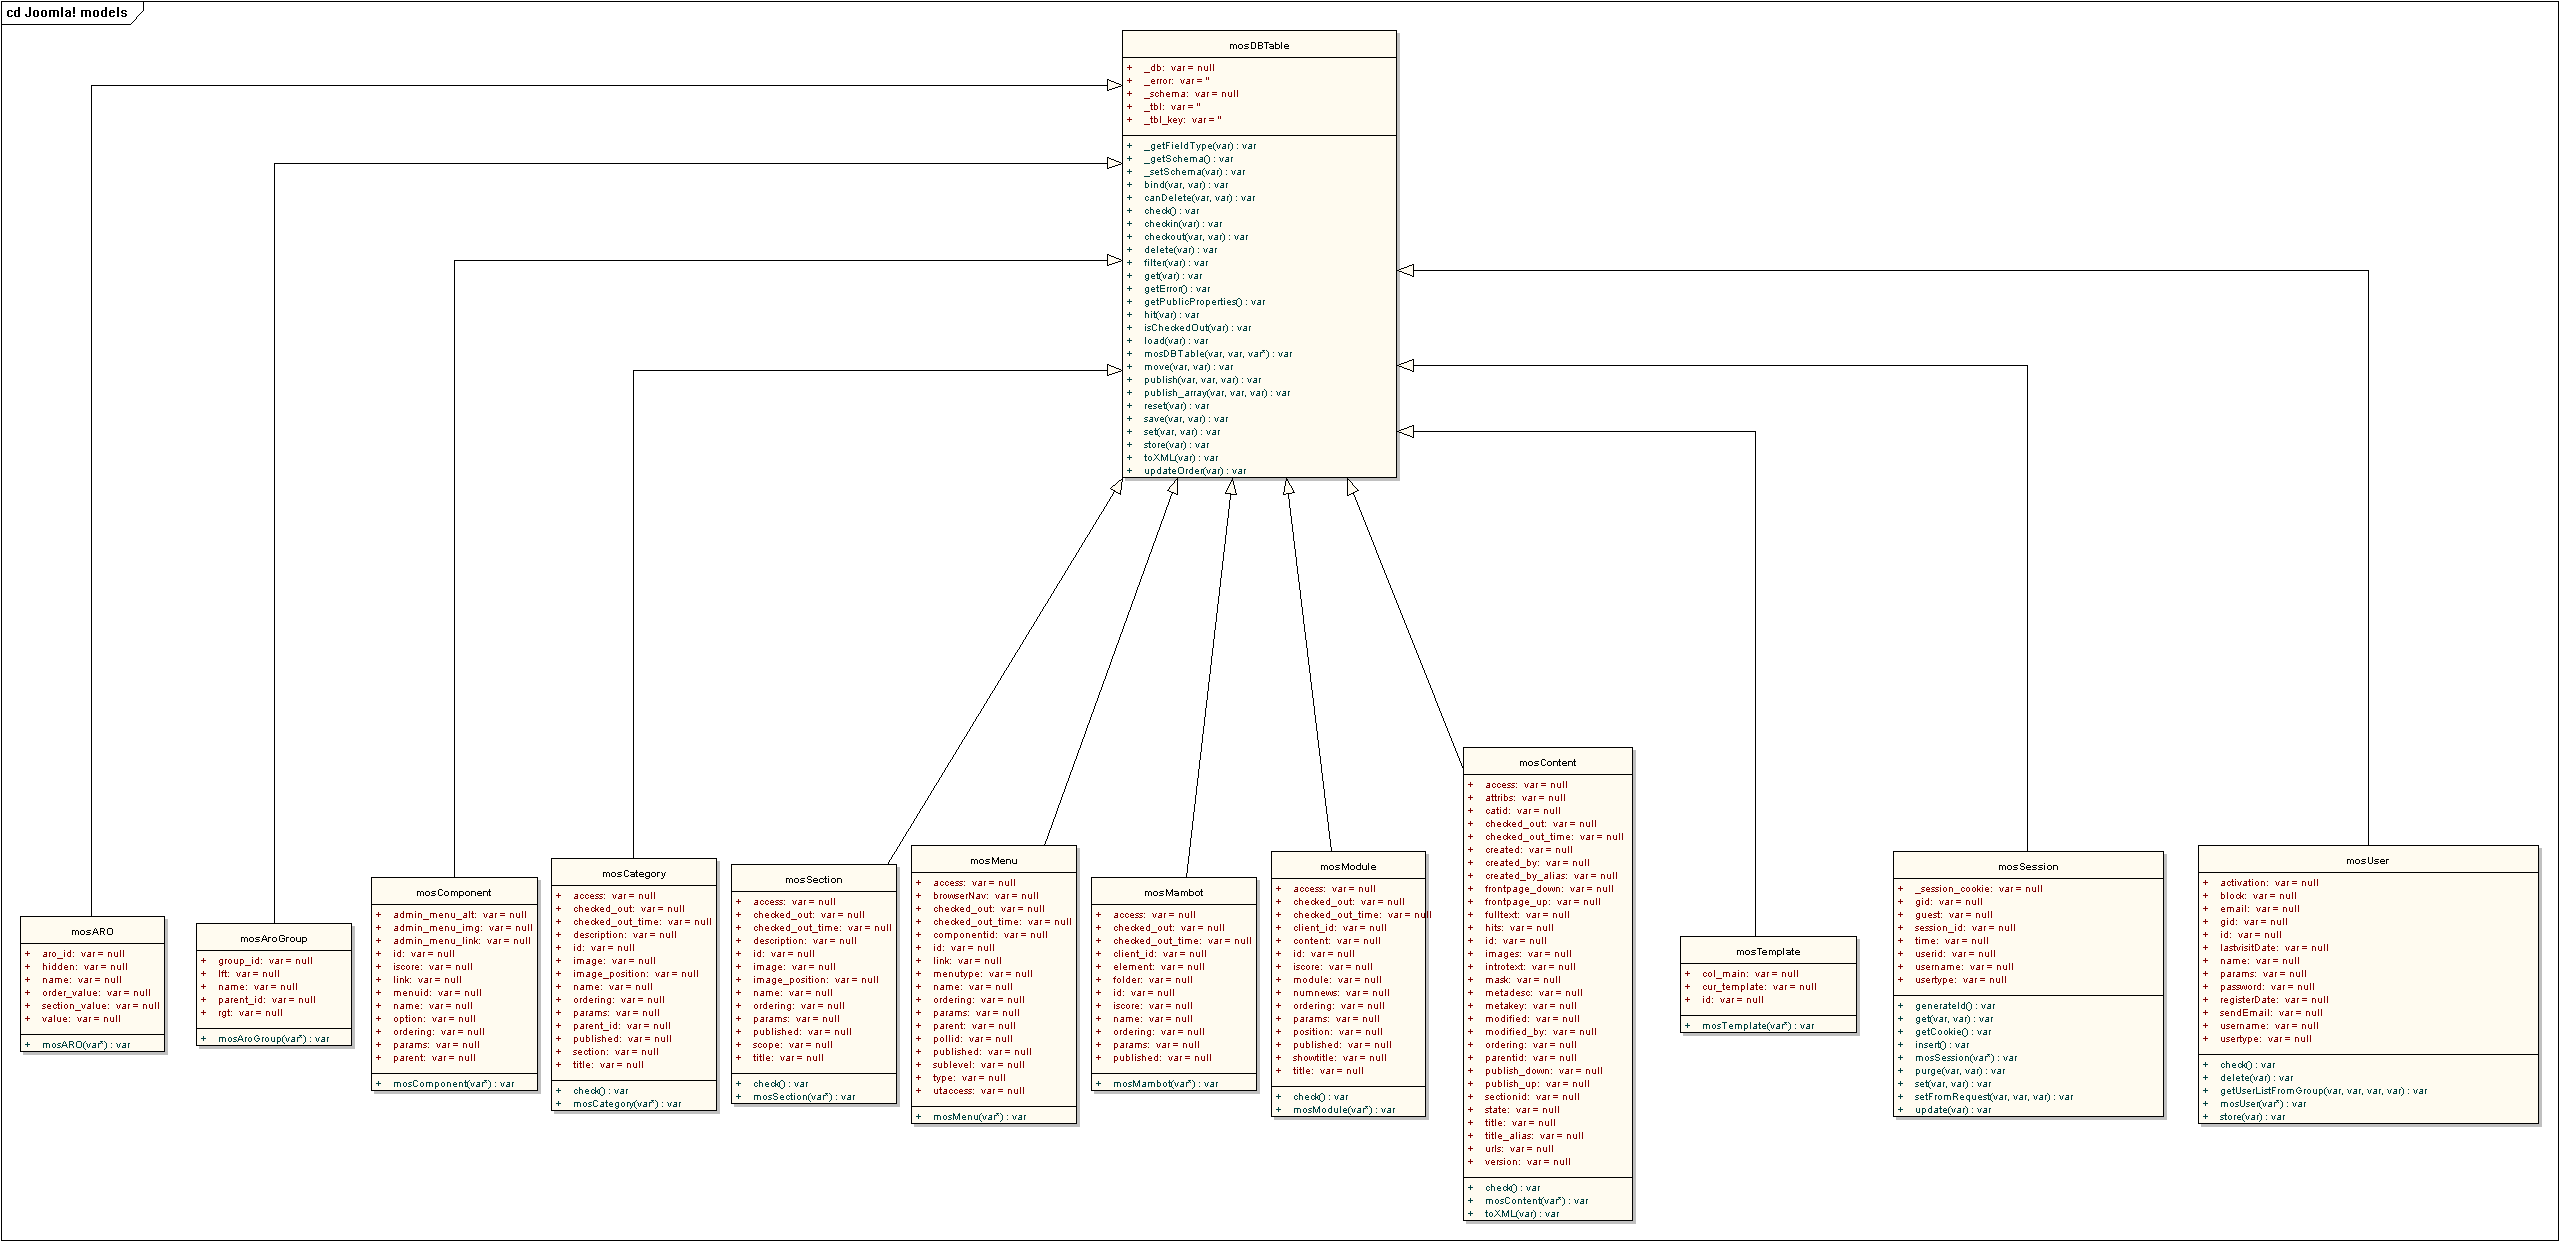 cd Joomla! models
mosDBTable
+ _db: var = null
+ _error: var = ''
+ _schema: var = null
+ _tbl: var = ''
+ _tbl_key: var = ''
+ _getFieldType(var) : var
+ _getSchema() : var
+ _setSchema(var) : var
+ bind(var, var) : var
+ canDelete(var, var) : var
+ check() : var
+ checkin(var) : var
+ checkout(var, var) : var
+ delete(var) : var
+ filter(var) : var
+ get(var) : var
+ getError() : var
+ getPublicProperties() : var
+ hit(var) : var
+ isCheckedOut(var) : var
+ load(var) : var
+ mosDBTable(var, var, var*) : var
+ move(var, var) : var
+ publish(var, var, var) : var
+ publish_array(var, var, var) : var
+ reset(var) : var
+ save(var, var) : var
+ set(var, var) : var
+ store(var) : var
+ toXML(var) : var
+ updateOrder(var) : var
mosARO
+ aro_id: var = null
+ hidden: var = null
+ name: var = null
+ order_value: var = null
+ section_value: var = null
+ value: var = null
+ mosARO(var*) : var
mosAroGroup
+ group_id: var = null
+ lft: var = null
+ name: var = null
+ parent_id: var = null
+ rgt: var = null
+ mosAroGroup(var*) : var
mosComponent
+ admin_menu_alt: var = null
+ admin_menu_img: var = null
+ admin_menu_link: var = null
+ id: var = null
+ iscore: var = null
+ link: var = null
+ menuid: var = null
+ name: var = null
+ option: var = null
+ ordering: var = null
+ params: var = null
+ parent: var = null
+ mosComponent(var*) : var
mosCategory
+ access: var = null
+ checked_out: var = null
+ checked_out_time: var = null
+ description: var = null
+ id: var = null
+ image: var = null
+ image_position: var = null
+ name: var = null
+ ordering: var = null
+ params: var = null
+ parent_id: var = null
+ published: var = null
+ section: var = null
+ title: var = null
+ check() : var
+ mosCategory(var*) : var
mosSection
+ access: var = null
+ checked_out: var = null
+ checked_out_time: var = null
+ description: var = null
+ id: var = null
+ image: var = null
+ image_position: var = null
+ name: var = null
+ ordering: var = null
+ params: var = null
+ published: var = null
+ scope: var = null
+ title: var = null
+ check() : var
+ mosSection(var*) : var
mosMenu
+ access: var = null
+ browserNav: var = null
+ checked_out: var = null
+ checked_out_time: var = null
+ componentid: var = null
+ id: var = null
+ link: var = null
+ menutype: var = null
+ name: var = null
+ ordering: var = null
+ params: var = null
+ parent: var = null
+ pollid: var = null
+ published: var = null
+ sublevel: var = null
+ type: var = null
+ utaccess: var = null
+ mosMenu(var*) : var
mosMambot
+ access: var = null
+ checked_out: var = null
+ checked_out_time: var = null
+ client_id: var = null
+ element: var = null
+ folder: var = null
+ id: var = null
+ iscore: var = null
+ name: var = null
+ ordering: var = null
+ params: var = null
+ published: var = null
+ mosMambot(var*) : var
mosModule
+ access: var = null
+ checked_out: var = null
+ checked_out_time: var = null
+ client_id: var = null
+ content: var = null
+ id: var = null
+ iscore: var = null
+ module: var = null
+ numnews: var = null
+ ordering: var = null
+ params: var = null
+ position: var = null
+ published: var = null
+ showtitle: var = null
+ title: var = null
+ check() : var
+ mosModule(var*) : var
mosContent
+ access: var = null
+ attribs: var = null
+ catid: var = null
+ checked_out: var = null
+ checked_out_time: var = null
+ created: var = null
+ created_by: var = null
+ created_by_alias: var = null
+ frontpage_down: var = null
+ frontpage_up: var = null
+ fulltext: var = null
+ hits: var = null
+ id: var = null
+ images: var = null
+ introtext: var = null
+ mask: var = null
+ metadesc: var = null
+ metakey: var = null
+ modified: var = null
+ modified_by: var = null
+ ordering: var = null
+ parentid: var = null
+ publish_down: var = null
+ publish_up: var = null
+ sectionid: var = null
+ state: var = null
+ title: var = null
+ title_alias: var = null
+ urls: var = null
+ version: var = null
+ check() : var
+ mosContent(var*) : var
+ toXML(var) : var
mosTemplate
+ col_main: var = null
+ cur_template: var = null
+ id: var = null
+ mosTemplate(var*) : var
mosSession
+ _session_cookie: var = null
+ gid: var = null
+ guest: var = null
+ session_id: var = null
+ time: var = null
+ userid: var = null
+ username: var = null
+ usertype: var = null
+ generateId() : var
+ get(var, var) : var
+ getCookie() : var
+ insert() : var
+ mosSession(var*) : var
+ purge(var, var) : var
+ set(var, var) : var
+ setFromRequest(var, var, var) : var
+ update(var) : var
mosUser
+ activation: var = null
+ block: var = null
+ email: var = null
+ gid: var = null
+ id: var = null
+ lastvisitDate: var = null
+ name: var = null
+ params: var = null
+ password: var = null
+ registerDate: var = null
+ sendEmail: var = null
+ username: var = null
+ usertype: var = null
+ check() : var
+ delete(var) : var
+ getUserListFromGroup(var, var, var, var) : var
+ mosUser(var*) : var
+ store(var) : var